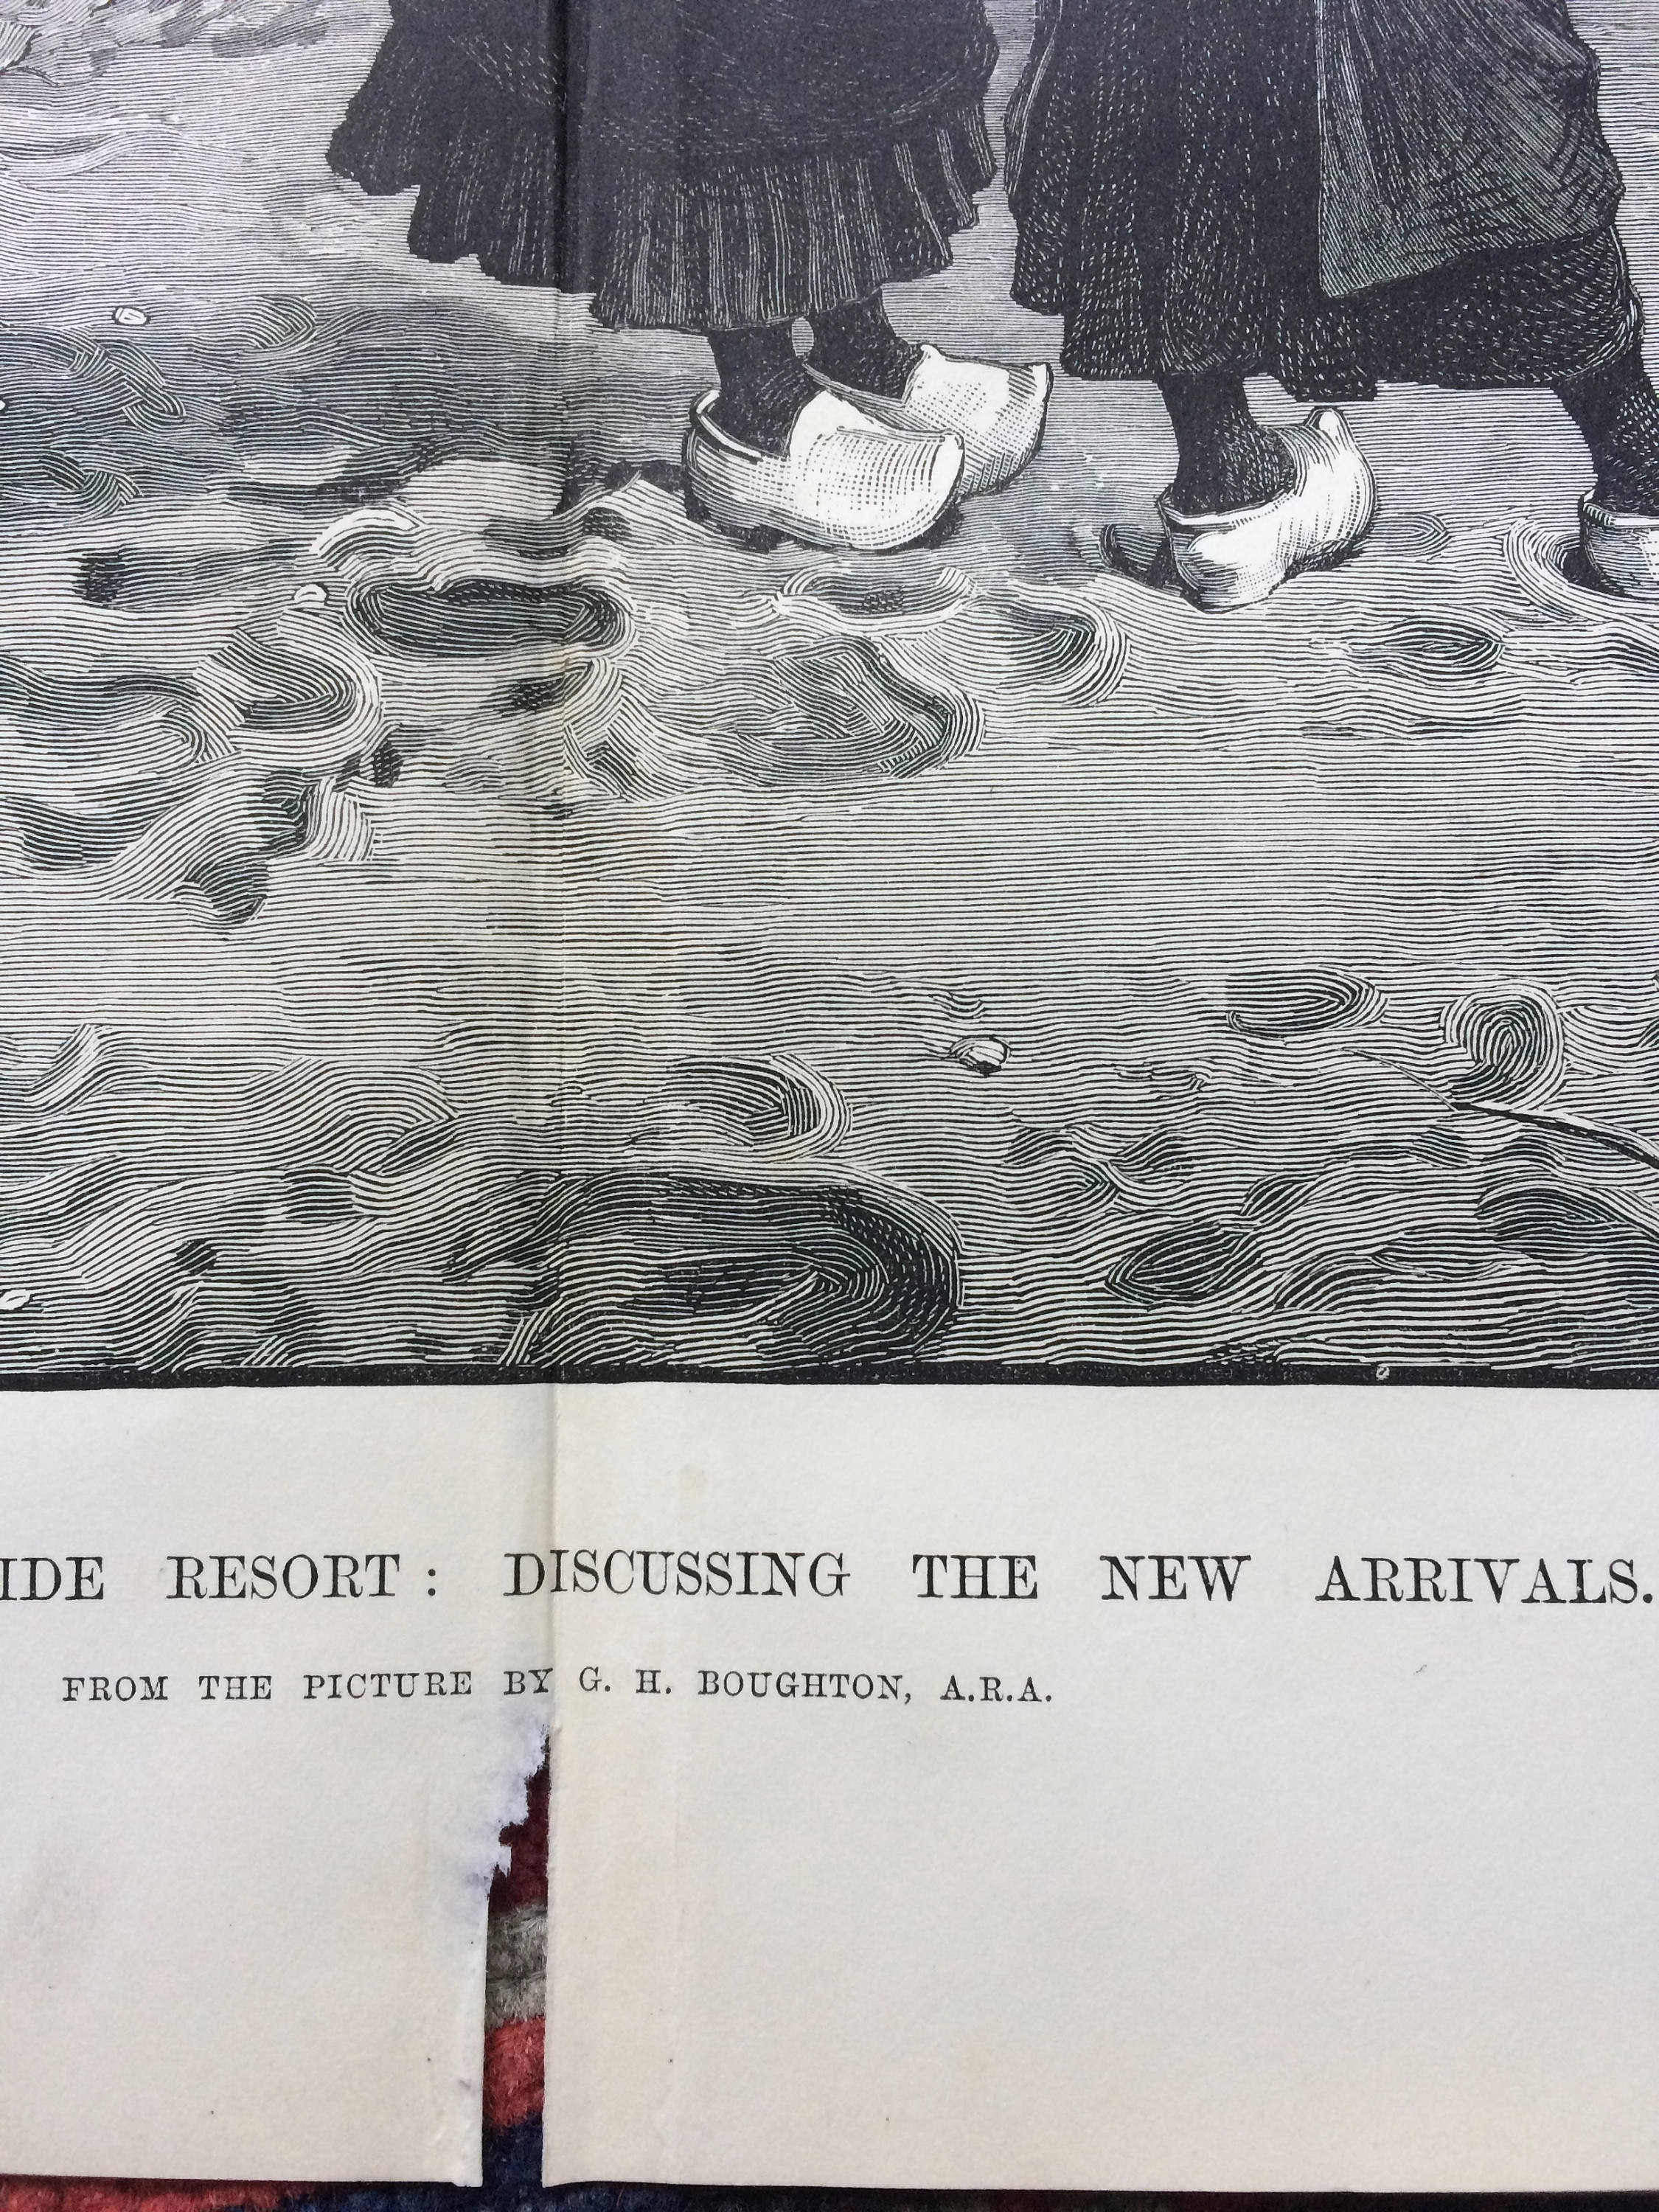 IDE RESORT: DISCUSSING THE NEW ARRIVALS.
FROM THE PICTURE BY G. H. BOUGHTON, A.R.A.